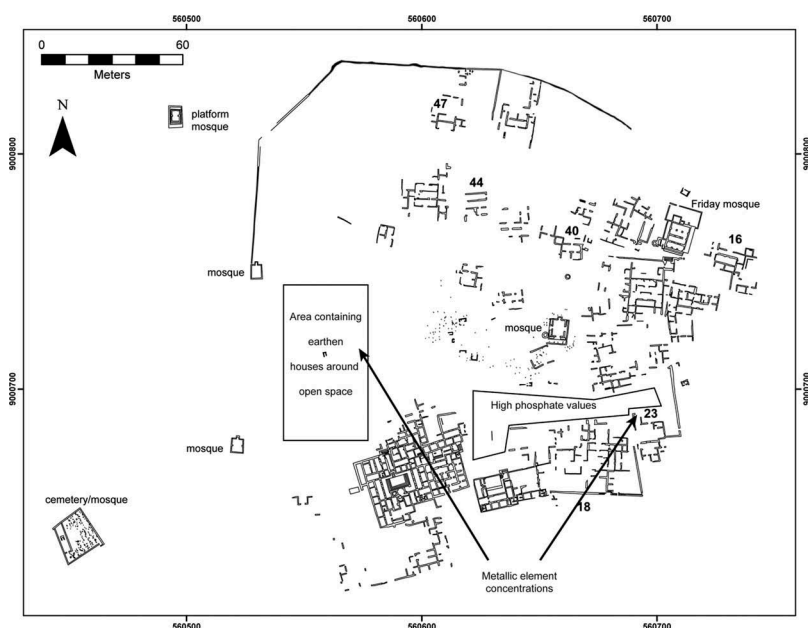 560500
560600
560700
0
60
Meters
N
platform
mosque
47
9000800
9000800
44
Friday mosque
40
16
mosque
Area containing
earthen
houses around
open space
mosque
9000700
9000700
High phosphate values
23
mosque
18
cemetery/mosque
Metallic element
concentrations
560500
560600
560700